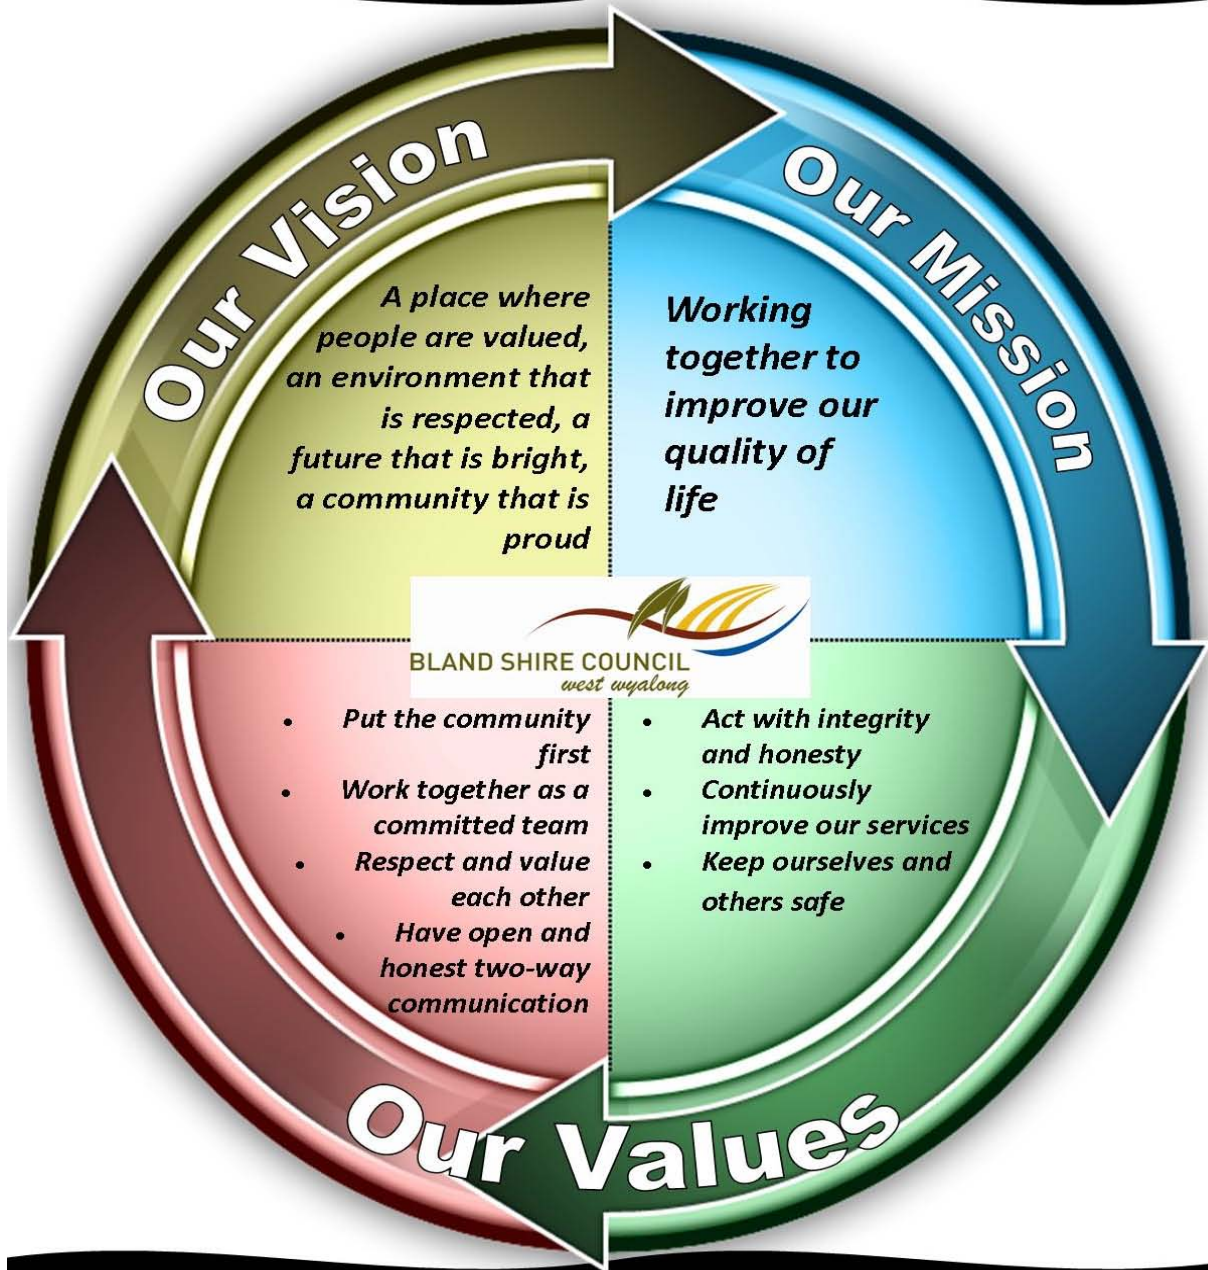 Our Vision
A place where
people are valued,
an environment that
is respected, a
future that is bright,
a community that is
proud
Our Mission
Working
together to
improve our
quality of
life
BLAND SHIRE COUNCIL
west wyalong
• Put the community
first
• Work together as a
committed team
• Respect and value
each other
• Have open and
honest two-way
communication
• Act with integrity
and honesty
• Continuously
improve our services
• Keep ourselves and
others safe
Our Values